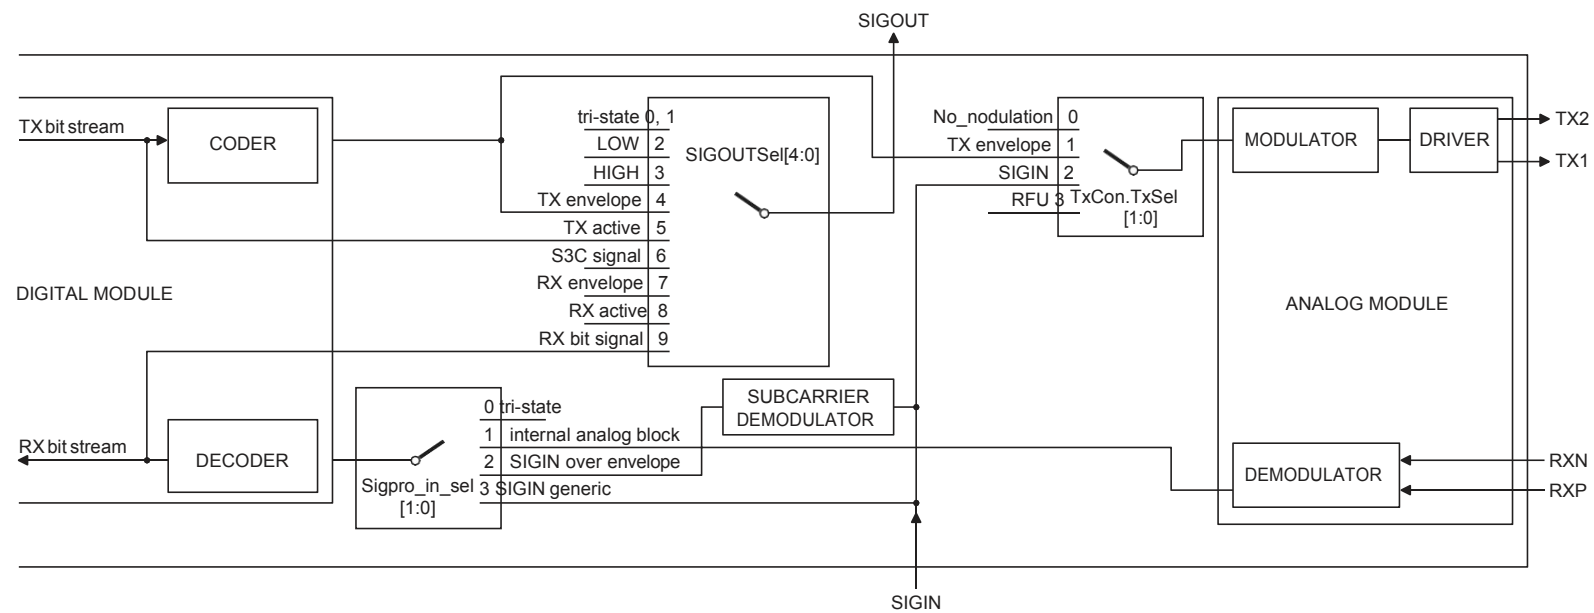 SIGOUT
TX bit stream
CODER
tri-state 0, 1
LOW 2
HIGH 3
TX envelope 4
TX active 5
S3C signal 6
RX envelope 7
RX active 8
RX bit signal 9
SIGOUTSel[4:0]
No_nodulation 0
TX envelope 1
SIGIN 2
RFU 3
TxCon.TxSel
[1:0]
MODULATOR
DRIVER
TX2
TX1
DIGITAL MODULE
ANALOG MODULE
RX bit stream
DECODER
Sigpro_in_sel
[1:0]
0 tri-state
1 internal analog block
2 SIGIN over envelope
3 SIGIN generic
SUBCARRIER
DEMODULATOR
DEMODULATOR
RXN
RXP
SIGIN